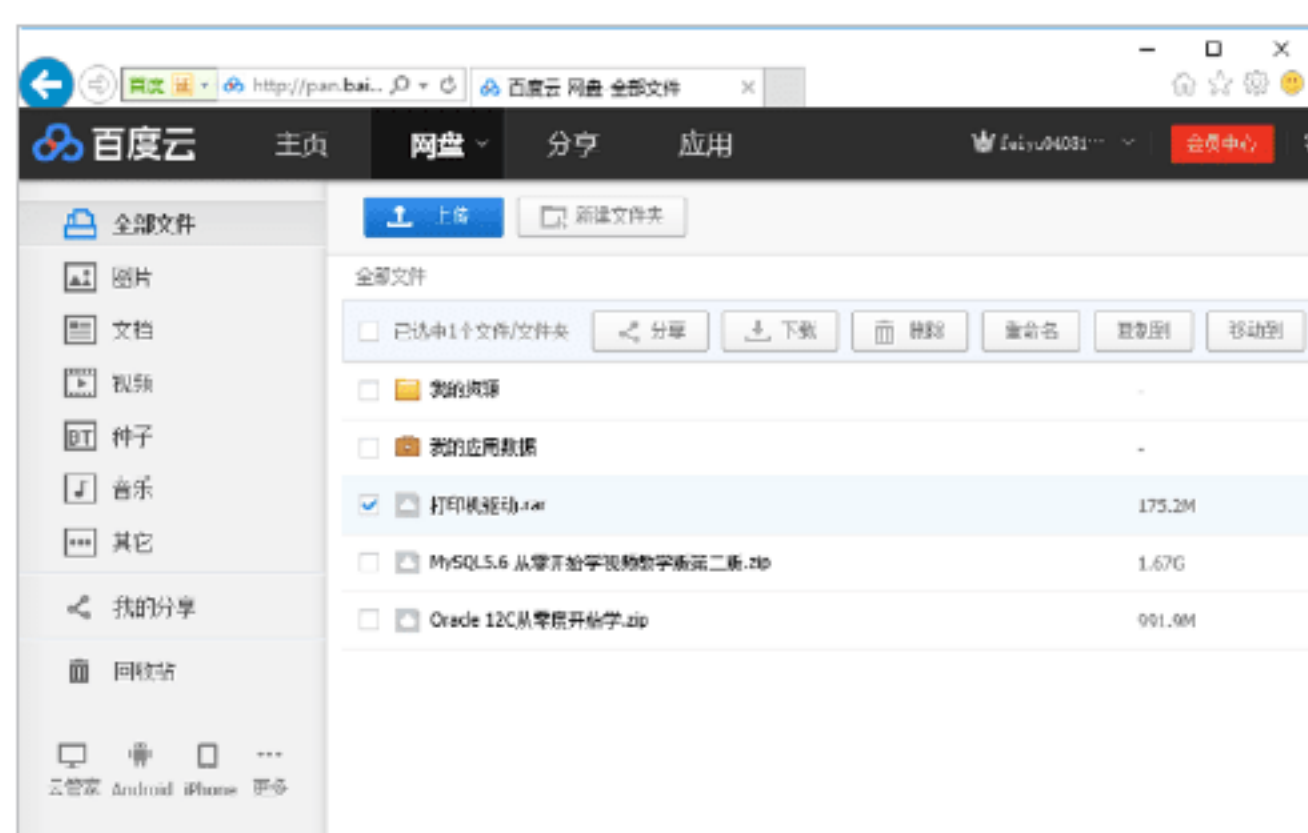 百度 证 http://pan.bai.. 百度云 网盘-全部文件
百度云 主页 网盘 分享 应用 feiyu04081··· 会员中心
全部文件 上传 新建文件夹
图片 全部文件
文档 已选中1个文件/文件夹 分享 下载 删除 重命名 复制到 移动到
视频 我的资源 -
种子 我的应用数据 -
音乐 打印机驱动.rar 175.2M
其它 MySQL5.6 从零开始学视频教学版第二版.zip 1.67G
我的分享 Oracle 12C从零度开始学.zip 991.9M
回收站
云管家 Android iPhone 更多